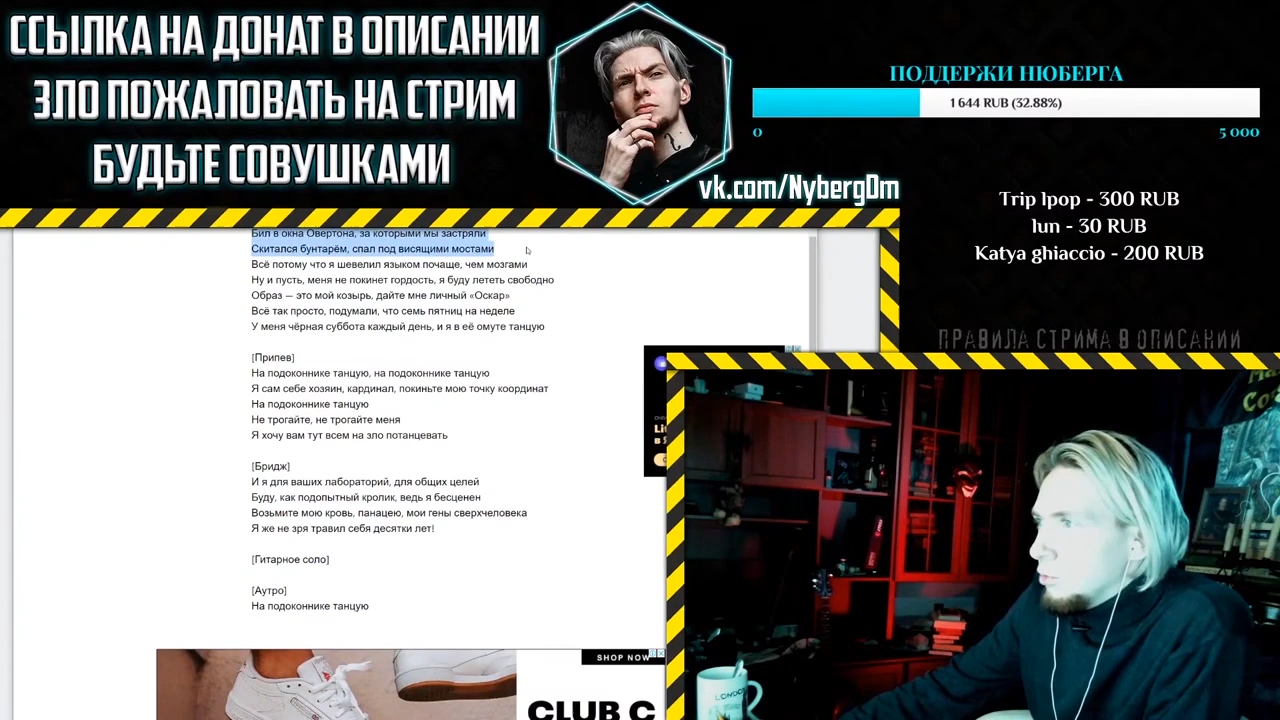 ССЫЛКА НА ДОНАТ В ОПИСАНИИ
ЗЛО ПОЖАЛОВАТЬ НА СТРИМ
БУДЬТЕ СОВУШКАМИ
vk.com/NybergDm
ПОДДЕРЖИ НЮБЕРГА
1 644 RUB (32.88%)
0
5 000
Trip lpop - 300 RUB
lun - 30 RUB
Katya ghiaccio - 200 RUB
ПРАВИЛА СТРИМА В ОПИСАНИИ
Бил в окна Овертона, за которыми мы застряли
Скитался бунтарём, спал под висящими мостами
Всё потому что я шевелил языком почаще, чем мозгами
Ну и пусть, меня не покинет гордость, я буду лететь свободно
Образ — это мой козырь, дайте мне личный «Оскар»
Всё так просто, подумали, что семь пятниц на неделе
У меня чёрная суббота каждый день, и я в её омуте танцую
[Припев]
На подоконнике танцую, на подоконнике танцую
Я сам себе хозяин, кардинал, покиньте мою точку координат
На подоконнике танцую
Не трогайте, не трогайте меня
Я хочу вам тут всем на зло потанцевать
[Бридж]
И я для ваших лабораторий, для общих целей
Буду, как подопытный кролик, ведь я бесценен
Возьмите мою кровь, панацею, мои гены сверхчеловека
Я же не зря травил себя десятки лет!
[Гитарное соло]
[Аутро]
На подоконнике танцую
SHOP NOW
CLUB C
LONDON